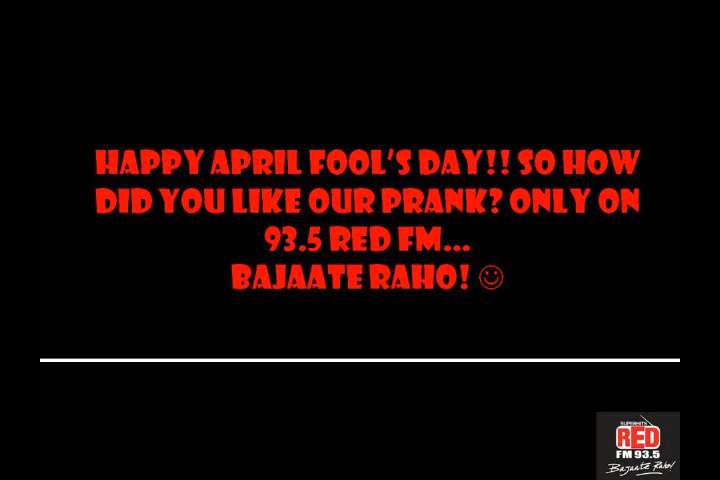 HAPPY APRIL FOOL'S DAY!! SO HOW
DID YOU LIKE OUR PRANK? ONLY ON
93.5 RED FM...
BAJAATE RAHO! ☺
SUPERHITS
RED
FM 93.5
Bajaate Raho!